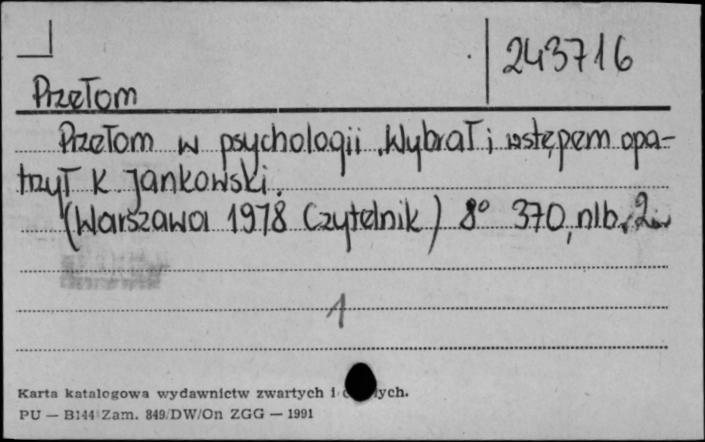 243716
Przełom
Przełom w psychologii. Wybrał i wstępem opa-
trzył K. Jankowski.
(Warszawa 1978 Czytelnik) 8° 370, nlb. 2
1
Karta katalogowa wydawnictw zwartych i ych.
PU — B144 Zam. 849/DW/On ZGG — 1991